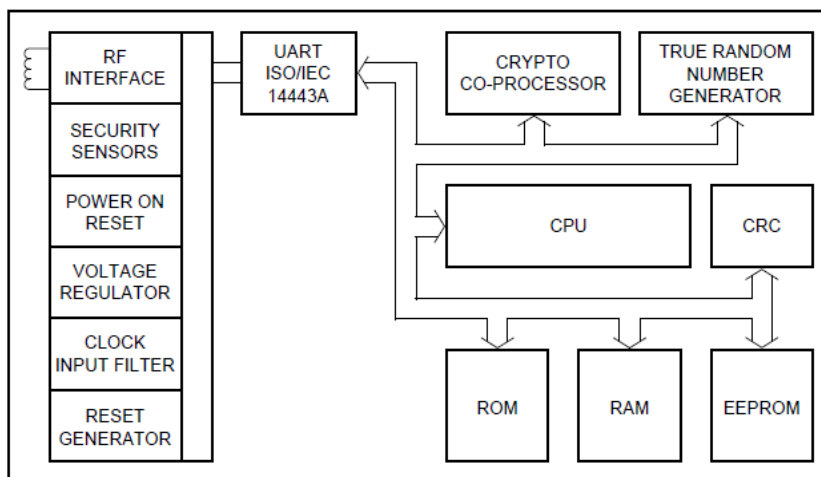 RF
INTERFACE
SECURITY
SENSORS
POWER ON
RESET
VOLTAGE
REGULATOR
CLOCK
INPUT FILTER
RESET
GENERATOR
UART
ISO/IEC
14443A
CRYPTO
CO-PROCESSOR
TRUE RANDOM
NUMBER
GENERATOR
CPU
CRC
ROM
RAM
EEPROM